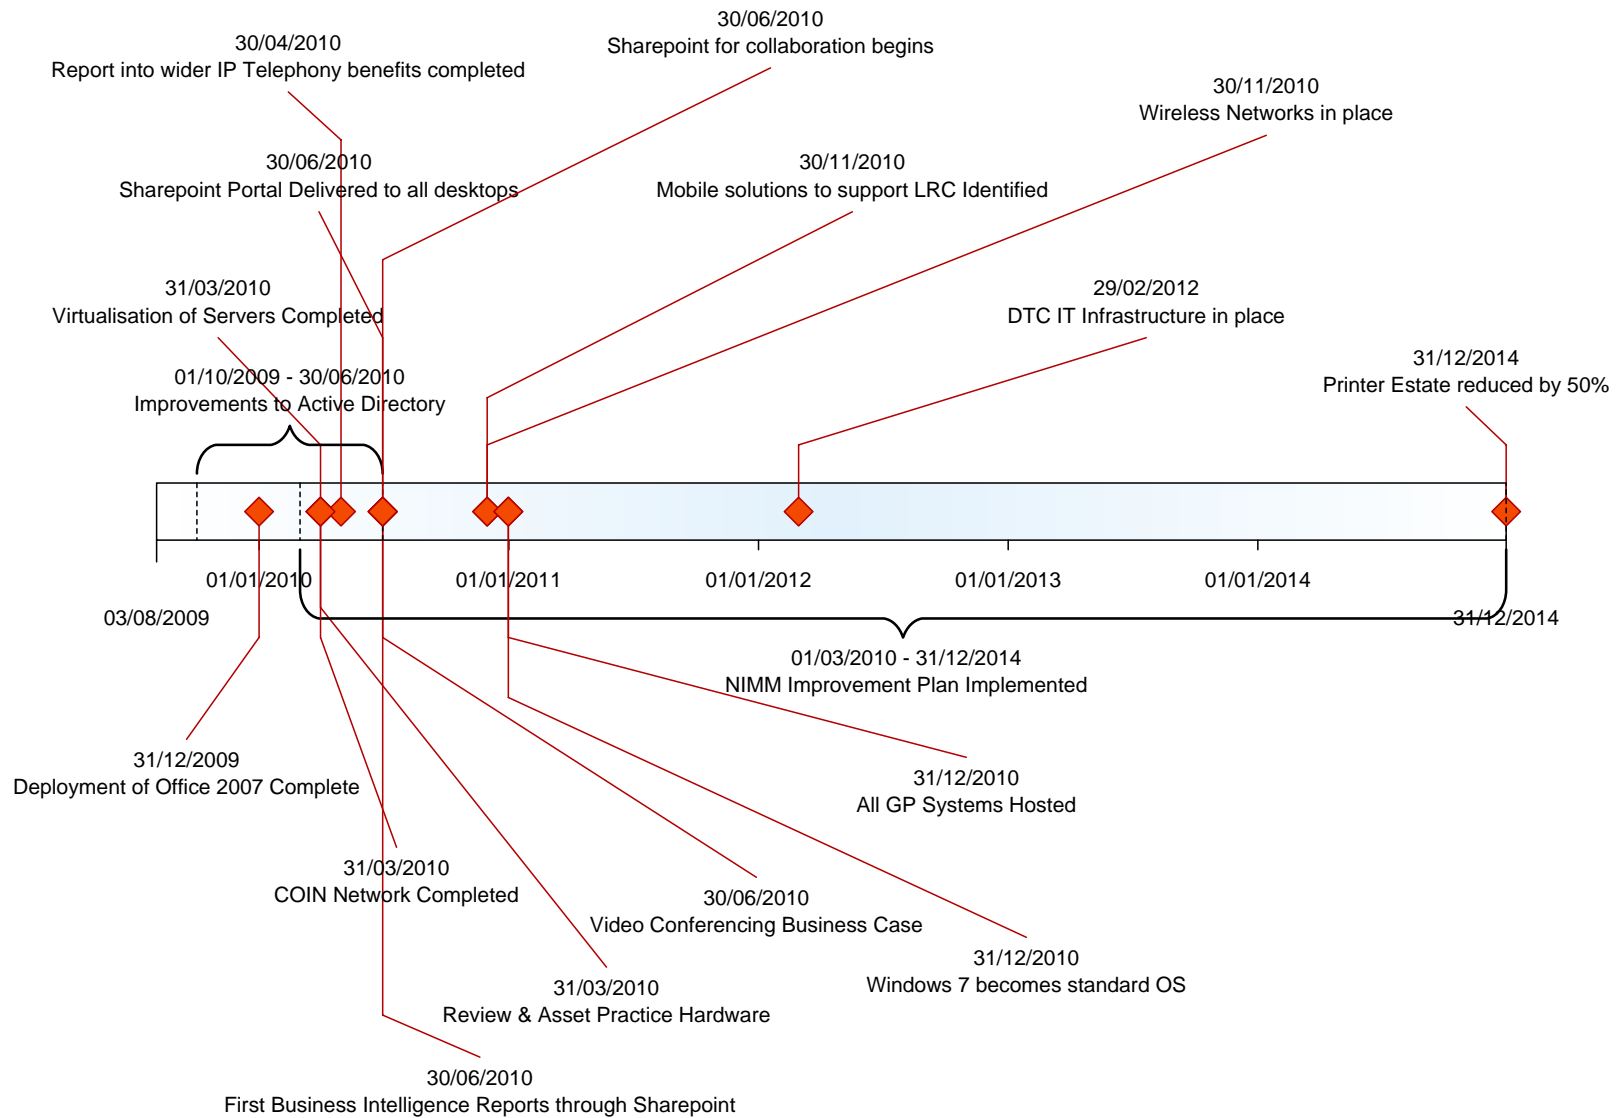 30/06/2010
Sharepoint for collaboration begins
30/04/2010
Report into wider IP Telephony benefits completed
30/11/2010
Wireless Networks in place
30/06/2010
Sharepoint Portal Delivered to all desktops
30/11/2010
Mobile solutions to support LRC Identified
31/03/2010
Virtualisation of Servers Completed
29/02/2012
DTC IT Infrastructure in place
31/12/2014
Printer Estate reduced by 50%
01/10/2009 - 30/06/2010
Improvements to Active Directory
01/01/2010
01/01/2011
01/01/2012
01/01/2013
01/01/2014
03/08/2009
31/12/2014
01/03/2010 - 31/12/2014
NIMM Improvement Plan Implemented
31/12/2009
Deployment of Office 2007 Complete
31/12/2010
All GP Systems Hosted
31/03/2010
COIN Network Completed
30/06/2010
Video Conferencing Business Case
31/12/2010
Windows 7 becomes standard OS
31/03/2010
Review & Asset Practice Hardware
30/06/2010
First Business Intelligence Reports through Sharepoint